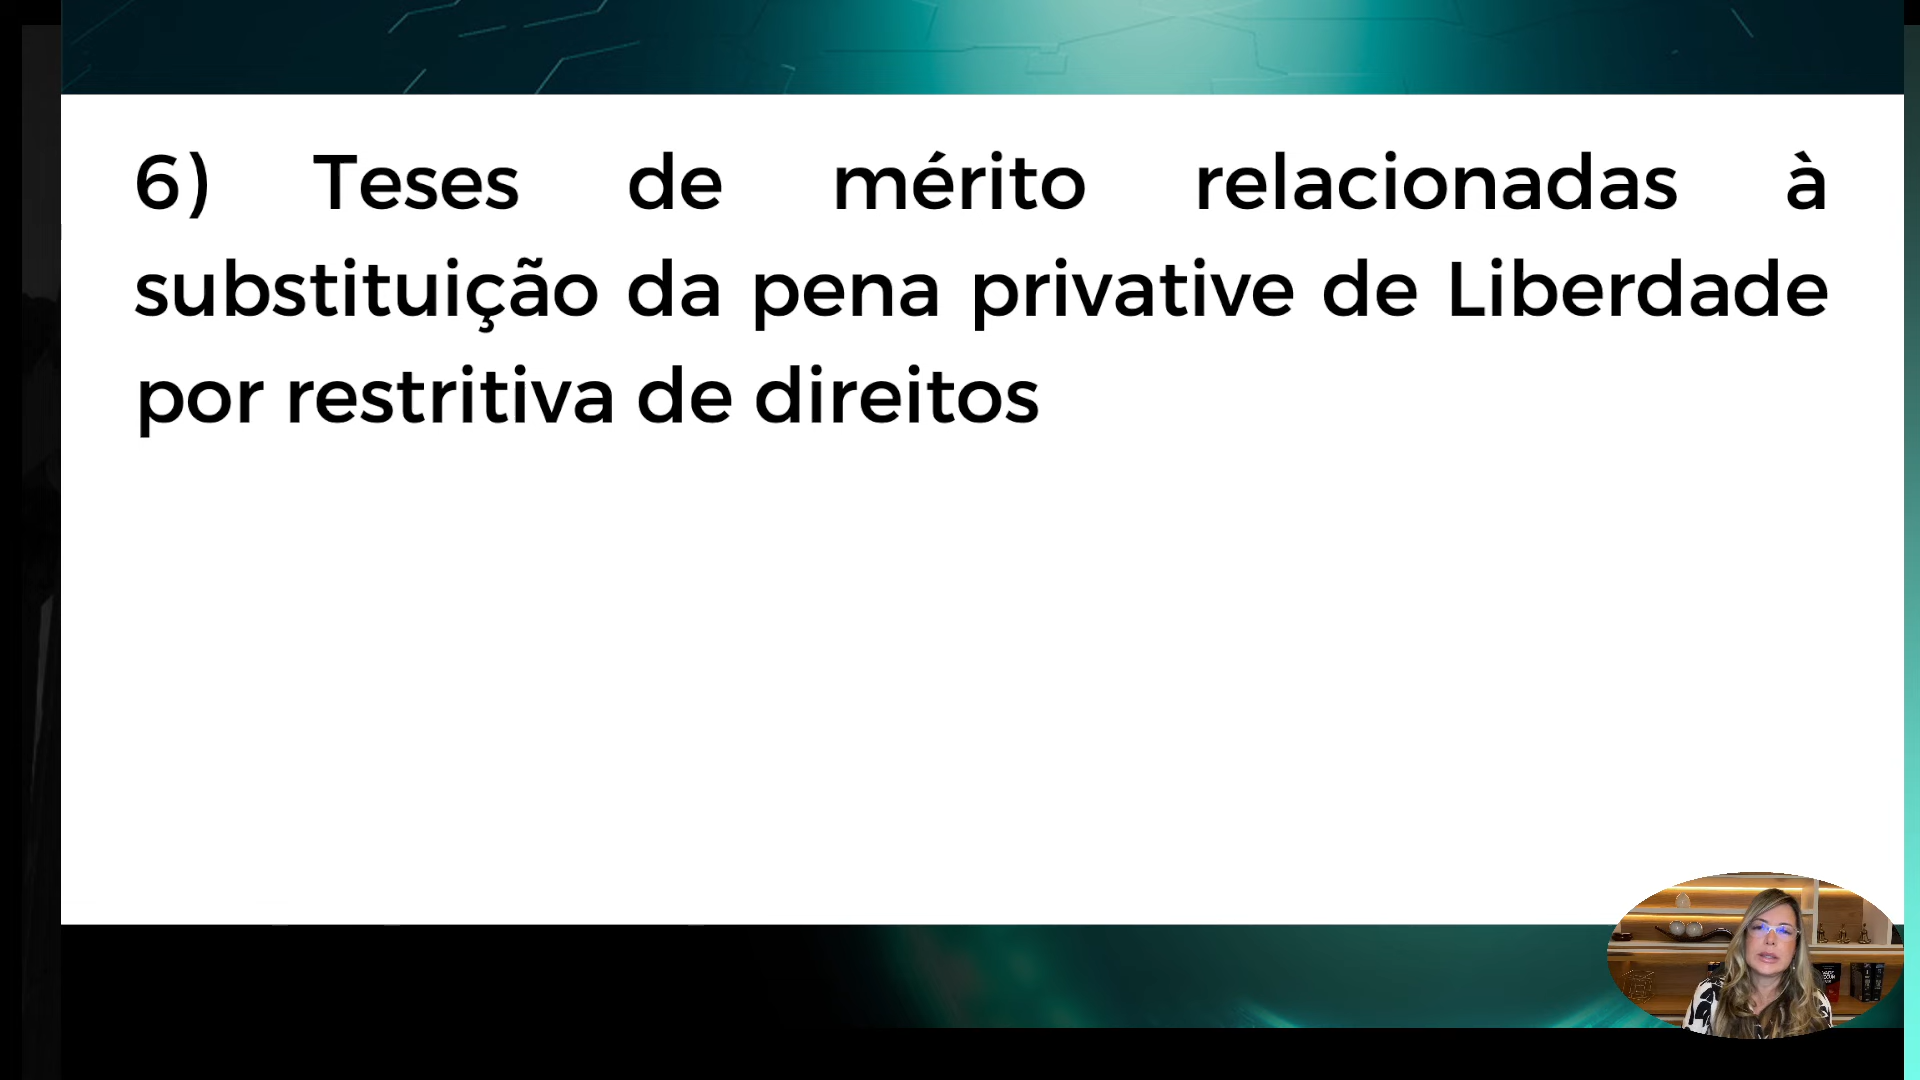 6) Teses de mérito relacionadas à
substituição da pena privative de Liberdade
por restritiva de direitos